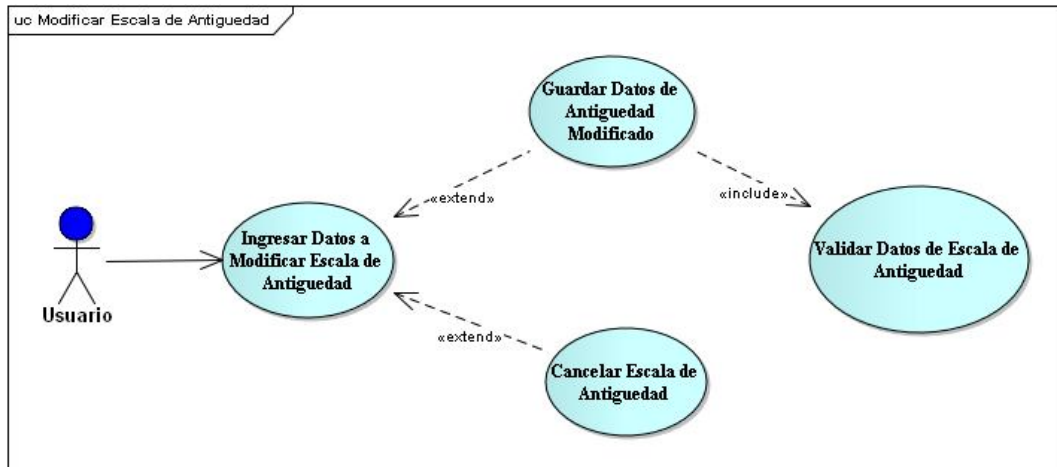 uc Modificar Escala de Antiguedad
Guardar Datos de
Antiguedad
Modificado
«extend»
«include»
Ingresar Datos a
Modificar Escala de
Antiguedad
Validar Datos de Escala de
Antiguedad
Usuario
«extend»
Cancelar Escala de
Antiguedad